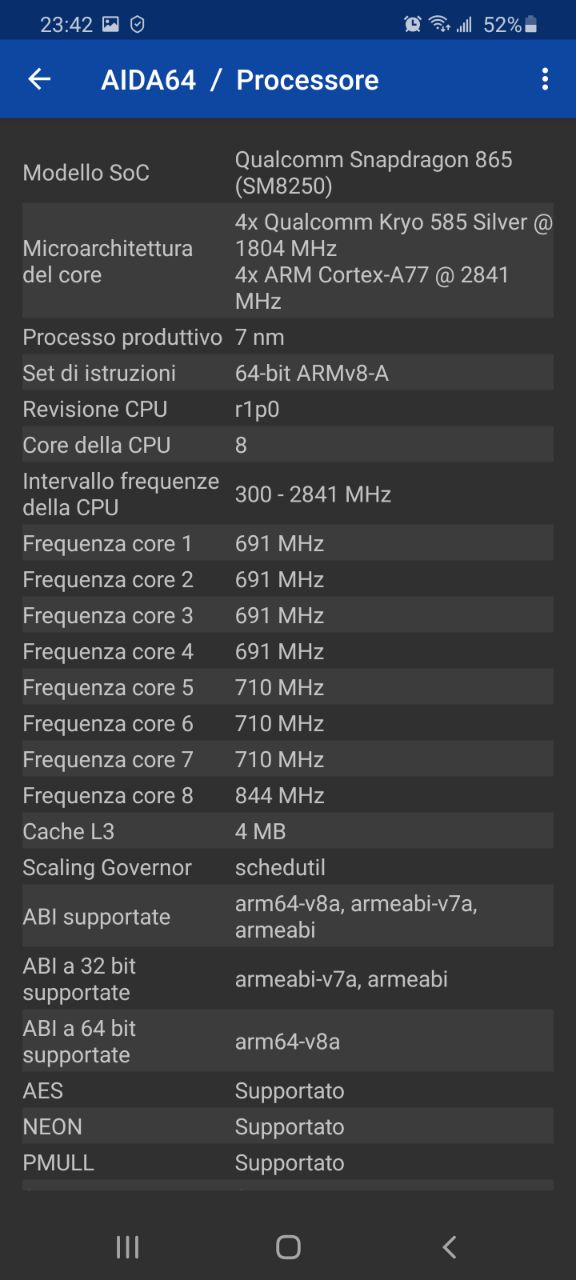 23:42 52%
AIDA64 / Processore
Modello SoC
Qualcomm Snapdragon 865
(SM8250)
Microarchitettura
del core
4x Qualcomm Kryo 585 Silver @
1804 MHz
4x ARM Cortex-A77 @ 2841
MHz
Processo produttivo 7 nm
Set di istruzioni 64-bit ARMv8-A
Revisione CPU r1p0
Core della CPU 8
Intervallo frequenze
della CPU
300 - 2841 MHz
Frequenza core 1 691 MHz
Frequenza core 2 691 MHz
Frequenza core 3 691 MHz
Frequenza core 4 691 MHz
Frequenza core 5 710 MHz
Frequenza core 6 710 MHz
Frequenza core 7 710 MHz
Frequenza core 8 844 MHz
Cache L3 4 MB
Scaling Governor schedutil
ABI supportate
arm64-v8a, armeabi-v7a,
armeabi
ABI a 32 bit
supportate
armeabi-v7a, armeabi
ABI a 64 bit
supportate
arm64-v8a
AES Supportato
NEON Supportato
PMULL Supportato